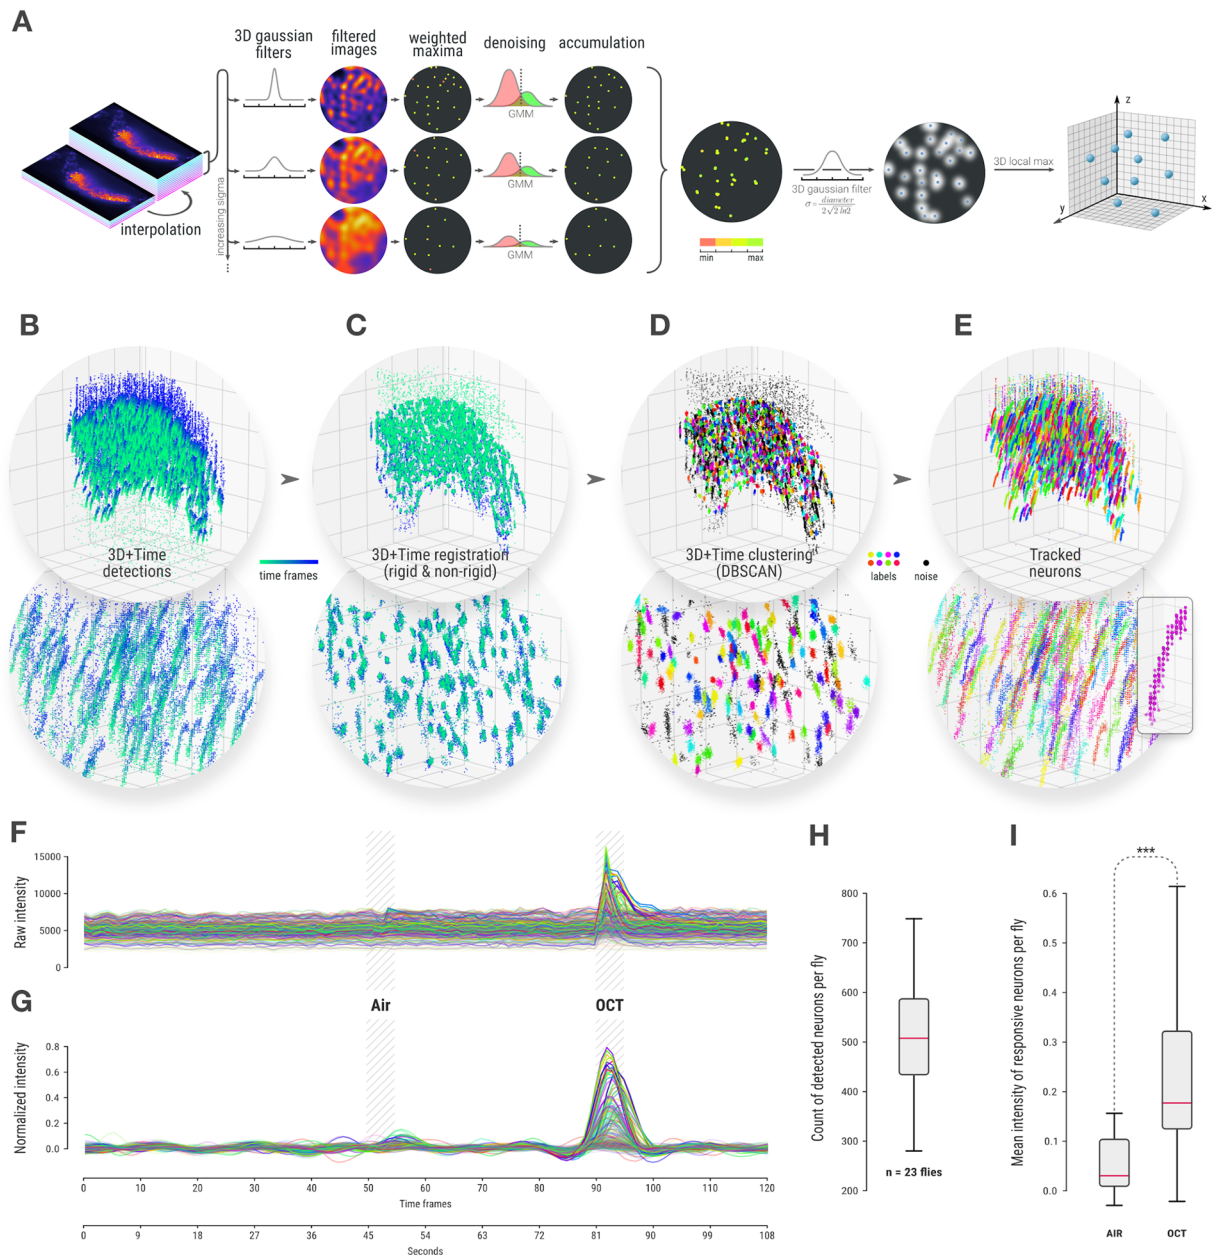 A
3D gaussian
filters
filtered
images
weighted
maxima
denoising
accumulation
GMM
GMM
GMM
interpolation
increasing sigma
min
max
3D gaussian filter
σ = diameter / 2√2 ln2
3D local max
z
x
y
B
C
D
E
3D+Time
detections
time frames
3D+Time registration
(rigid & non-rigid)
3D+Time clustering
(DBSCAN)
labels
noise
Tracked
neurons
F
Raw intensity
15000
10000
5000
0
Air
OCT
G
Normalized intensity
0.8
0.6
0.4
0.2
0.0
0 10 20 30 40 50 60 70 80 90 100 110 120
Time frames
0 9 18 27 36 45 54 63 72 81 90 99 108
Seconds
H
Count of detected neurons per fly
800
700
600
500
400
300
200
n = 23 flies
I
Mean intensity of responsive neurons per fly
***
0.6
0.5
0.4
0.3
0.2
0.1
0.0
AIR
OCT